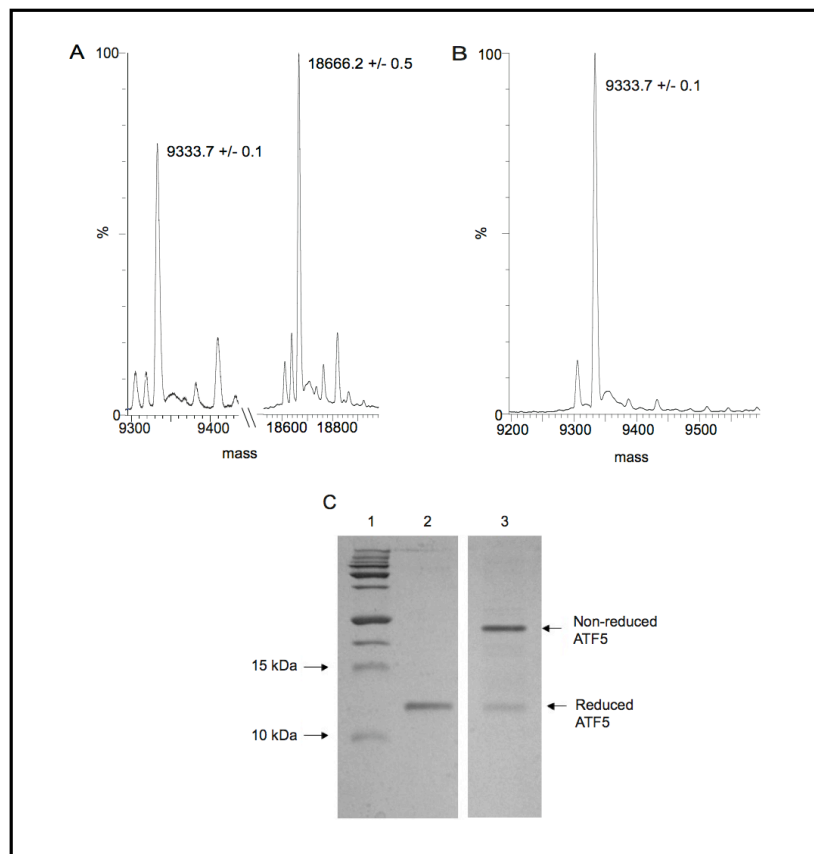 A
100
18666.2 +/- 0.5
9333.7 +/- 0.1
%
0
9300
9400
18600
18800
mass
B
100
9333.7 +/- 0.1
%
0
9200
9300
9400
9500
mass
C
1
2
3
15 kDa
10 kDa
Non-reduced
ATF5
Reduced
ATF5